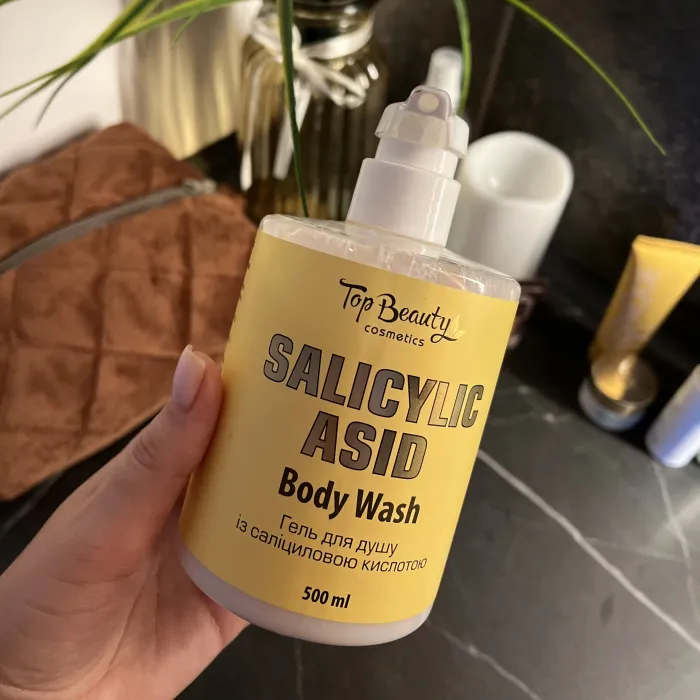 Top Beauty
cosmetics
SALICYLIC
ASID
Body Wash
Гель для душу
із саліциловою кислотою
500 ml